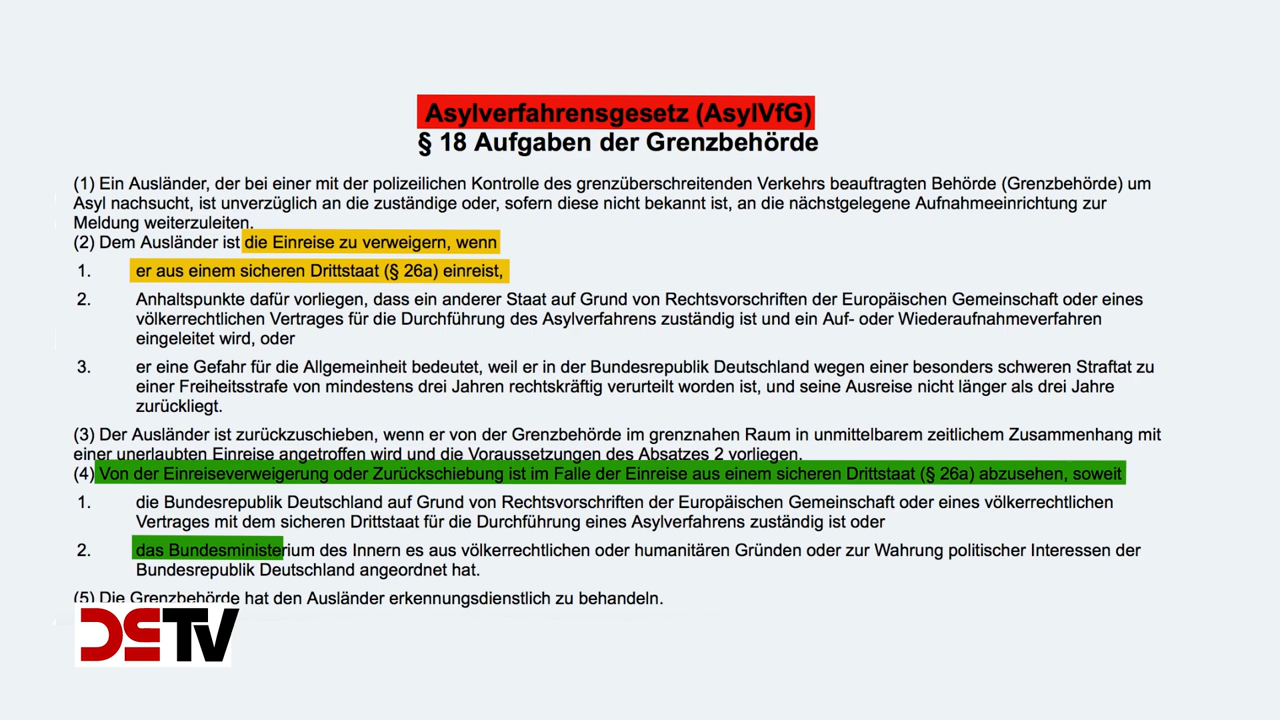 Asylverfahrensgesetz (AsylVfG)
§ 18 Aufgaben der Grenzbehörde
(1) Ein Ausländer, der bei einer mit der polizeilichen Kontrolle des grenzüberschreitenden Verkehrs beauftragten Behörde (Grenzbehörde) um
Asyl nachsucht, ist unverzüglich an die zuständige oder, sofern diese nicht bekannt ist, an die nächstgelegene Aufnahmeeinrichtung zur
Meldung weiterzuleiten.
(2) Dem Ausländer ist die Einreise zu verweigern, wenn
1. er aus einem sicheren Drittstaat (§ 26a) einreist,
2. Anhaltspunkte dafür vorliegen, dass ein anderer Staat auf Grund von Rechtsvorschriften der Europäischen Gemeinschaft oder eines
völkerrechtlichen Vertrages für die Durchführung des Asylverfahrens zuständig ist und ein Auf- oder Wiederaufnahmeverfahren
eingeleitet wird, oder
3. er eine Gefahr für die Allgemeinheit bedeutet, weil er in der Bundesrepublik Deutschland wegen einer besonders schweren Straftat zu
einer Freiheitsstrafe von mindestens drei Jahren rechtskräftig verurteilt worden ist, und seine Ausreise nicht länger als drei Jahre
zurückliegt.
(3) Der Ausländer ist zurückzuschieben, wenn er von der Grenzbehörde im grenznahen Raum in unmittelbarem zeitlichem Zusammenhang mit
einer unerlaubten Einreise angetroffen wird und die Voraussetzungen des Absatzes 2 vorliegen.
(4) Von der Einreiseverweigerung oder Zurückschiebung ist im Falle der Einreise aus einem sicheren Drittstaat (§ 26a) abzusehen, soweit
1. die Bundesrepublik Deutschland auf Grund von Rechtsvorschriften der Europäischen Gemeinschaft oder eines völkerrechtlichen
Vertrages mit dem sicheren Drittstaat für die Durchführung eines Asylverfahrens zuständig ist oder
2. das Bundesministerium des Innern es aus völkerrechtlichen oder humanitären Gründen oder zur Wahrung politischer Interessen der
Bundesrepublik Deutschland angeordnet hat.
(5) Die Grenzbehörde hat den Ausländer erkennungsdienstlich zu behandeln.
DSTV